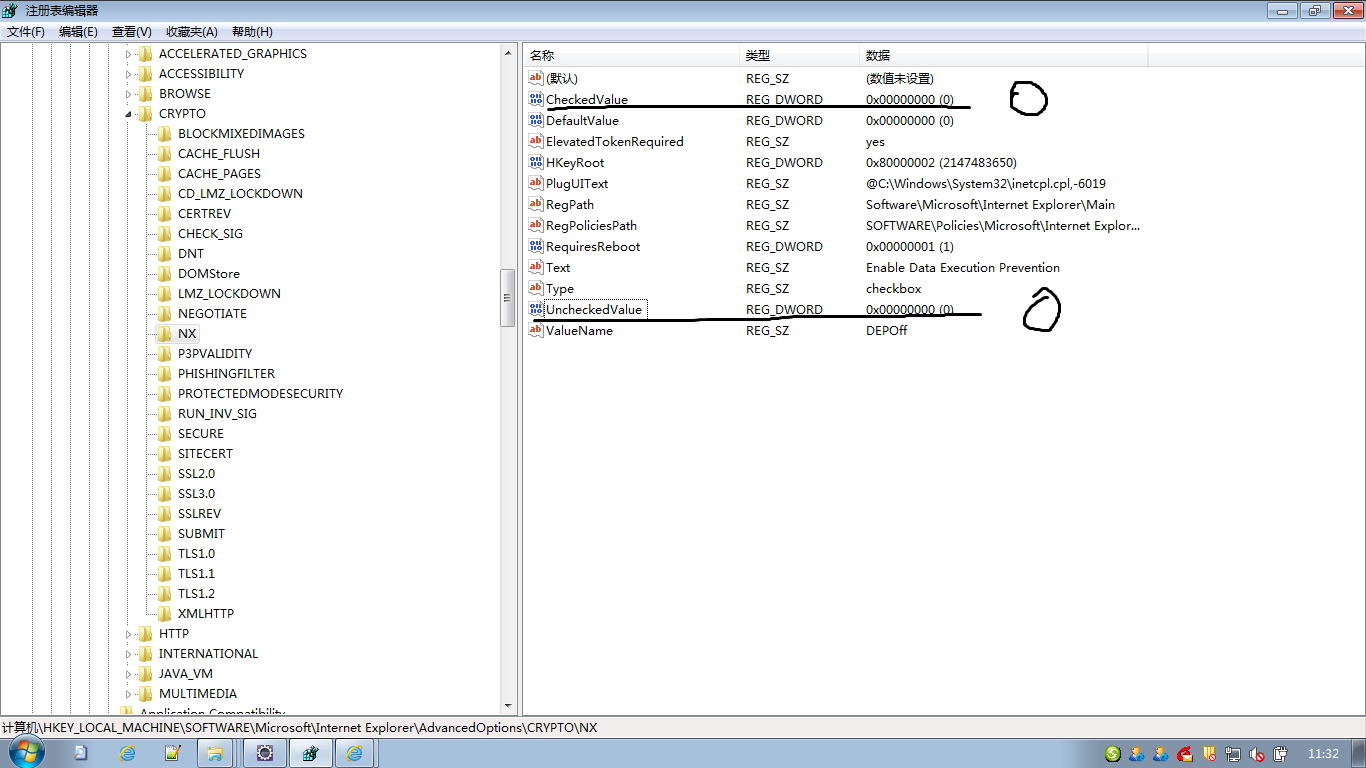 注册表编辑器
文件(F) 编辑(E) 查看(V) 收藏夹(A) 帮助(H)
ACCELERATED_GRAPHICS
ACCESSIBILITY
BROWSE
CRYPTO
BLOCKMIXEDIMAGES
CACHE_FLUSH
CACHE_PAGES
CD_LMZ_LOCKDOWN
CERTREV
CHECK_SIG
DNT
DOMStore
LMZ_LOCKDOWN
NEGOTIATE
NX
P3PVALIDITY
PHISHINGFILTER
PROTECTEDMODESECURITY
RUN_INV_SIG
SECURE
SITECERT
SSL2.0
SSL3.0
SSLREV
SUBMIT
TLS1.0
TLS1.1
TLS1.2
XMLHTTP
HTTP
INTERNATIONAL
JAVA_VM
MULTIMEDIA
Application Compatibility
名称 类型 数据
(默认) REG_SZ (数值未设置)
CheckedValue REG_DWORD 0x00000000 (0)
DefaultValue REG_DWORD 0x00000000 (0)
ElevatedTokenRequired REG_SZ yes
HKeyRoot REG_DWORD 0x80000002 (2147483650)
PlugUIText REG_SZ @C:\Windows\System32\inetcpl.cpl,-6019
RegPath REG_SZ Software\Microsoft\Internet Explorer\Main
RegPoliciesPath REG_SZ SOFTWARE\Policies\Microsoft\Internet Explor...
RequiresReboot REG_DWORD 0x00000001 (1)
Text REG_SZ Enable Data Execution Prevention
Type REG_SZ checkbox
UncheckedValue REG_DWORD 0x00000000 (0)
ValueName REG_SZ DEPOff
计算机\HKEY_LOCAL_MACHINE\SOFTWARE\Microsoft\Internet Explorer\AdvancedOptions\CRYPTO\NX
11:32